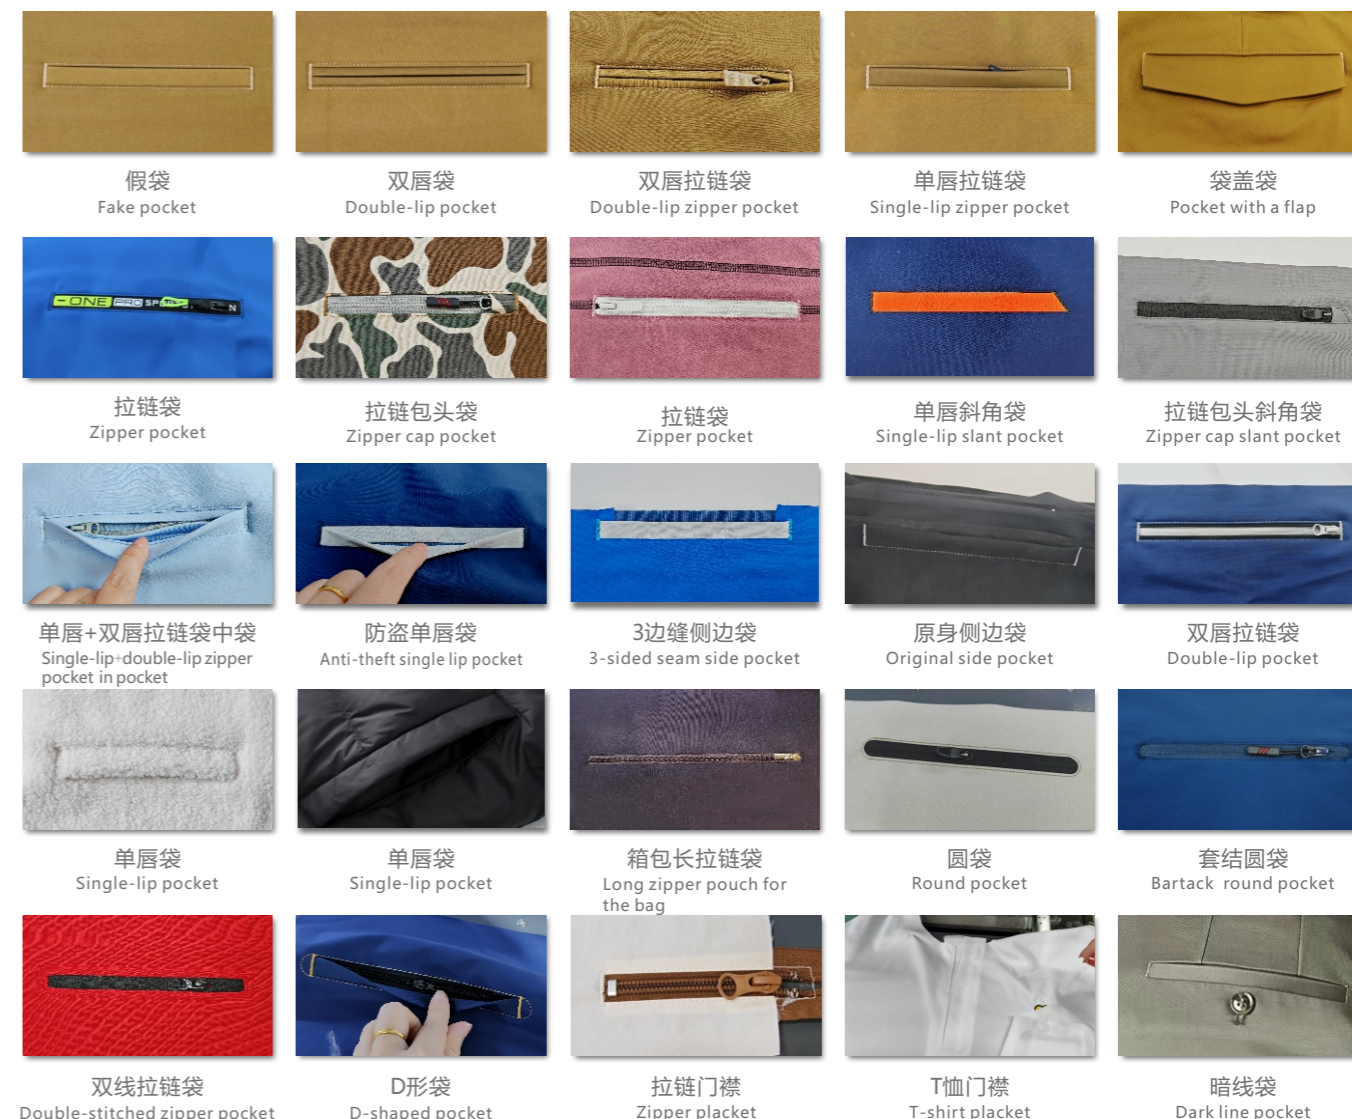 假袋
Fake pocket
双唇袋
Double-lip pocket
双唇拉链袋
Double-lip zipper pocket
单唇拉链袋
Single-lip zipper pocket
袋盖袋
Pocket with a flap
ONE PRO SP
N
拉链袋
Zipper pocket
拉链包头袋
Zipper cap pocket
拉链袋
Zipper pocket
单唇斜角袋
Single-lip slant pocket
拉链包头斜角袋
Zipper cap slant pocket
单唇+双唇拉链袋中袋
Single-lip+double-lip zipper
pocket in pocket
防盗单唇袋
Anti-theft single lip pocket
3边缝侧边袋
3-sided seam side pocket
原身侧边袋
Original side pocket
双唇拉链袋
Double-lip pocket
单唇袋
Single-lip pocket
单唇袋
Single-lip pocket
箱包长拉链袋
Long zipper pouch for
the bag
圆袋
Round pocket
套结圆袋
Bartack round pocket
双线拉链袋
Double-stitched zipper pocket
D形袋
D-shaped pocket
拉链门襟
Zipper placket
T恤门襟
T-shirt placket
暗线袋
Dark line pocket